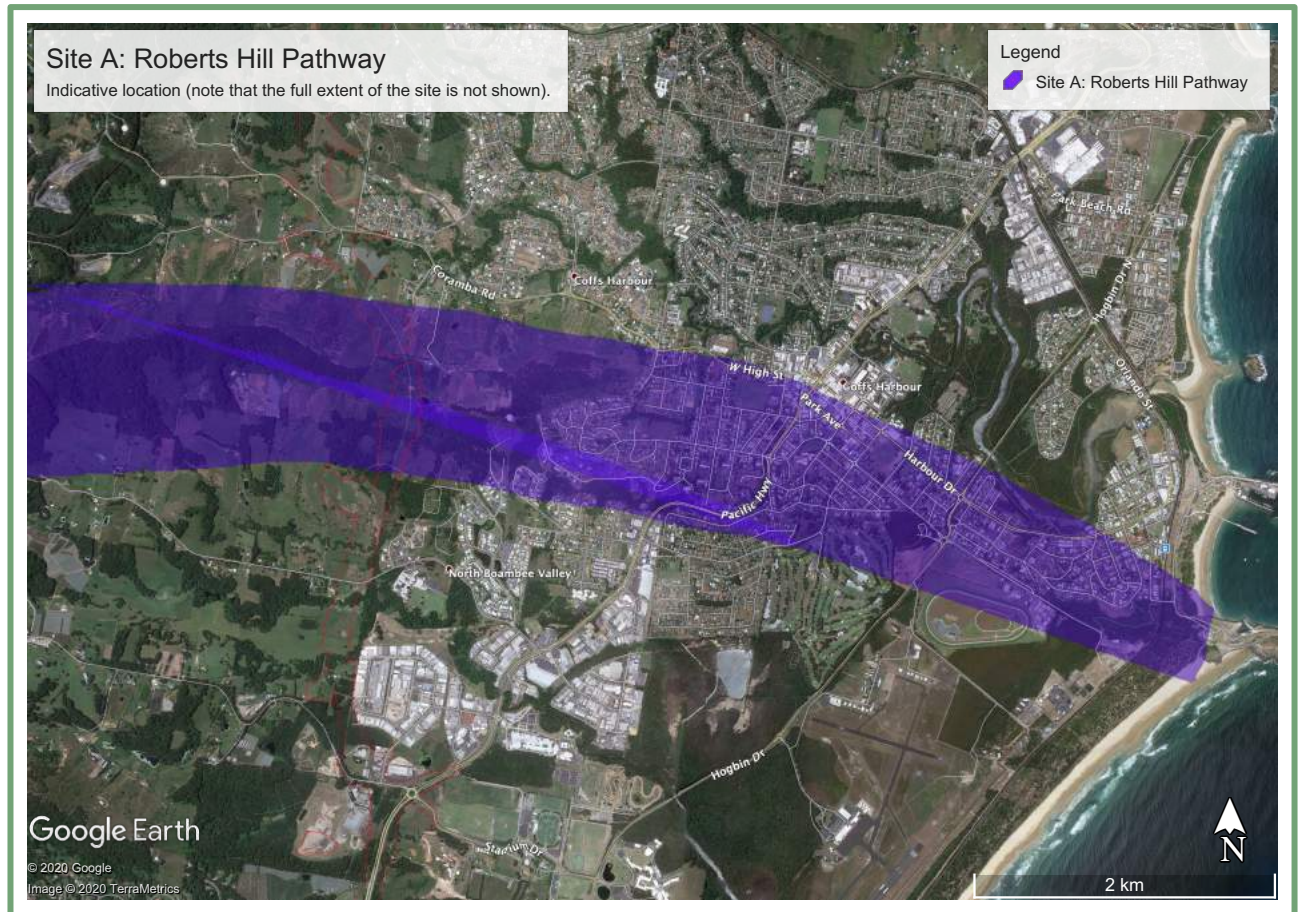 Site A: Roberts Hill Pathway
Indicative location (note that the full extent of the site is not shown).
Legend
Site A: Roberts Hill Pathway
Park Beach Rd
Hogbin Dr N
Coramba Rd
Coffs Harbour
Orlando St
W High St
Coffs Harbour
Park Ave
Harbour Dr
Pacific Hwy
North Boambee Valley
Hogbin Dr
Stadium Dr
Google Earth
© 2020 Google
Image © 2020 TerraMetrics
N
2 km